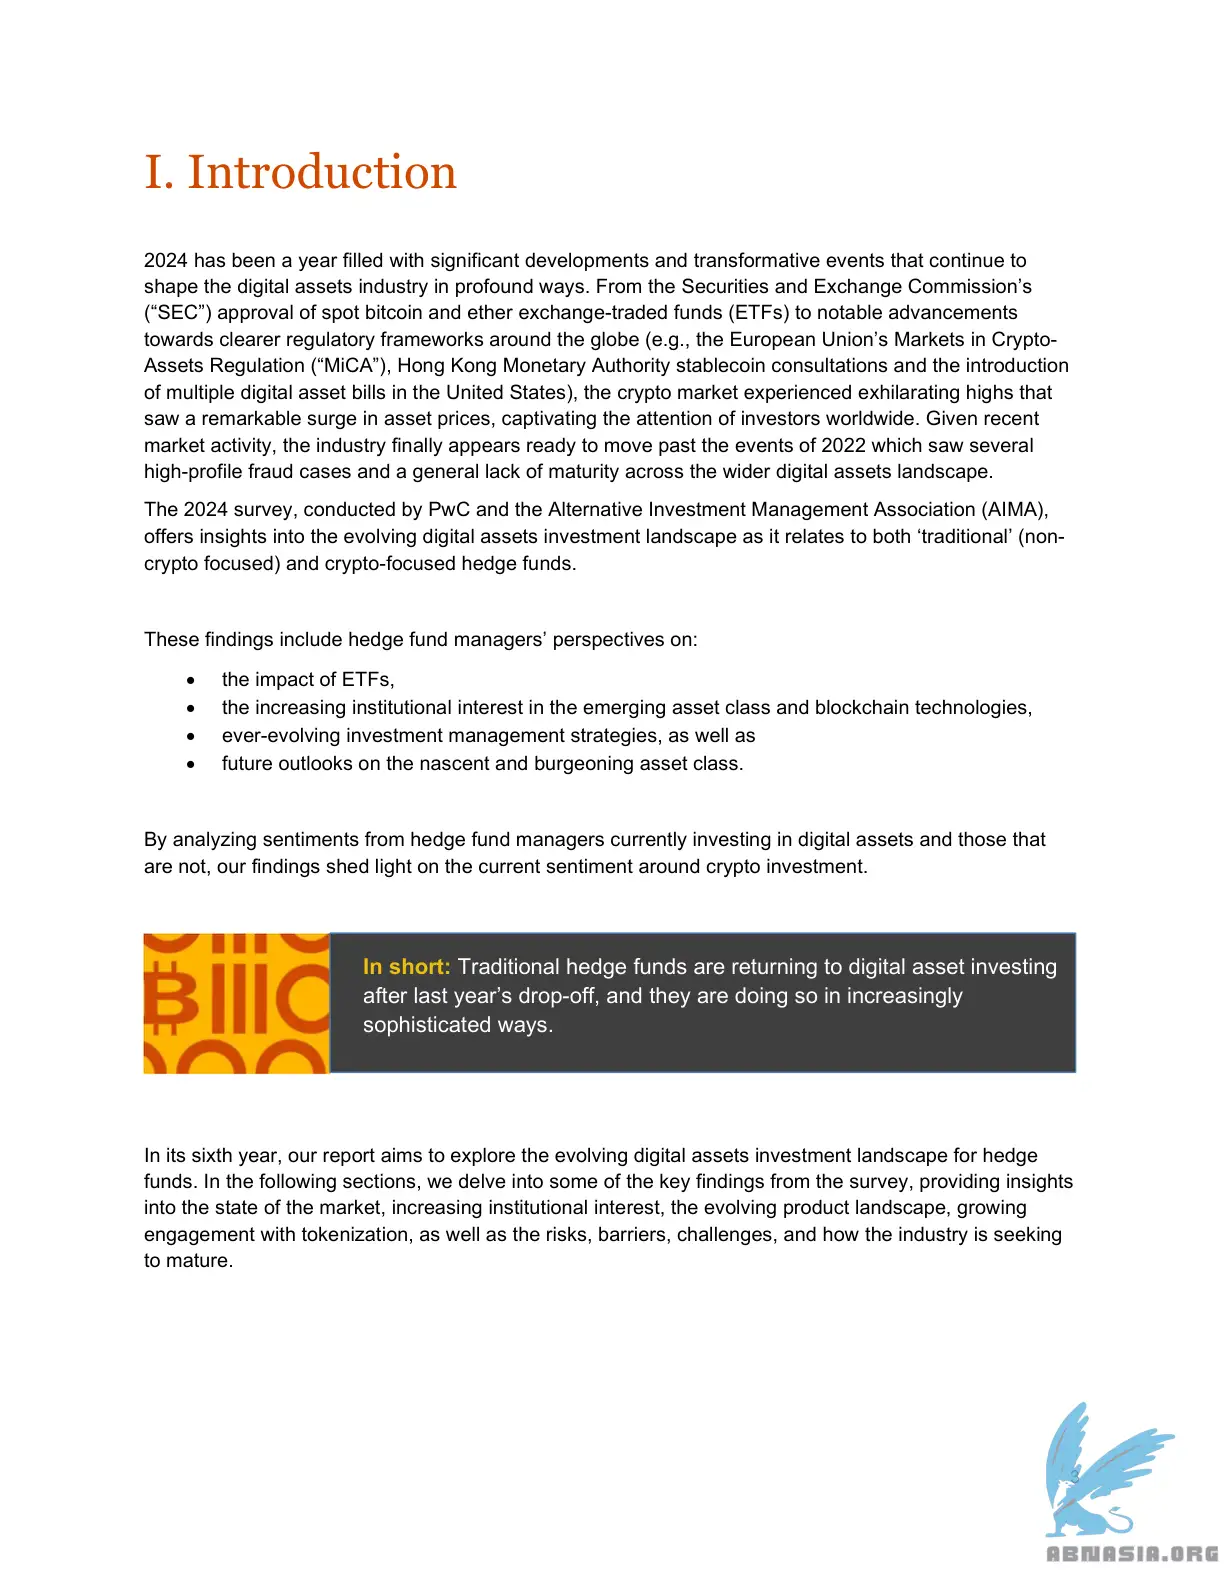 I. Introduction
2024 has been a year filled with significant developments and transformative events that continue to
shape the digital assets industry in profound ways. From the Securities and Exchange Commission’s
(“SEC”) approval of spot bitcoin and ether exchange-traded funds (ETFs) to notable advancements
towards clearer regulatory frameworks around the globe (e.g., the European Union’s Markets in Crypto-
Assets Regulation (“MiCA”), Hong Kong Monetary Authority stablecoin consultations and the introduction
of multiple digital asset bills in the United States), the crypto market experienced exhilarating highs that
saw a remarkable surge in asset prices, captivating the attention of investors worldwide. Given recent
market activity, the industry finally appears ready to move past the events of 2022 which saw several
high-profile fraud cases and a general lack of maturity across the wider digital assets landscape.
The 2024 survey, conducted by PwC and the Alternative Investment Management Association (AIMA),
offers insights into the evolving digital assets investment landscape as it relates to both ‘traditional’ (non-
crypto focused) and crypto-focused hedge funds.
These findings include hedge fund managers’ perspectives on:
• the impact of ETFs,
• the increasing institutional interest in the emerging asset class and blockchain technologies,
• ever-evolving investment management strategies, as well as
• future outlooks on the nascent and burgeoning asset class.
By analyzing sentiments from hedge fund managers currently investing in digital assets and those that
are not, our findings shed light on the current sentiment around crypto investment.
In short: Traditional hedge funds are returning to digital asset investing
after last year’s drop-off, and they are doing so in increasingly
sophisticated ways.
In its sixth year, our report aims to explore the evolving digital assets investment landscape for hedge
funds. In the following sections, we delve into some of the key findings from the survey, providing insights
into the state of the market, increasing institutional interest, the evolving product landscape, growing
engagement with tokenization, as well as the risks, barriers, challenges, and how the industry is seeking
to mature.
3
ABNASIA.ORG